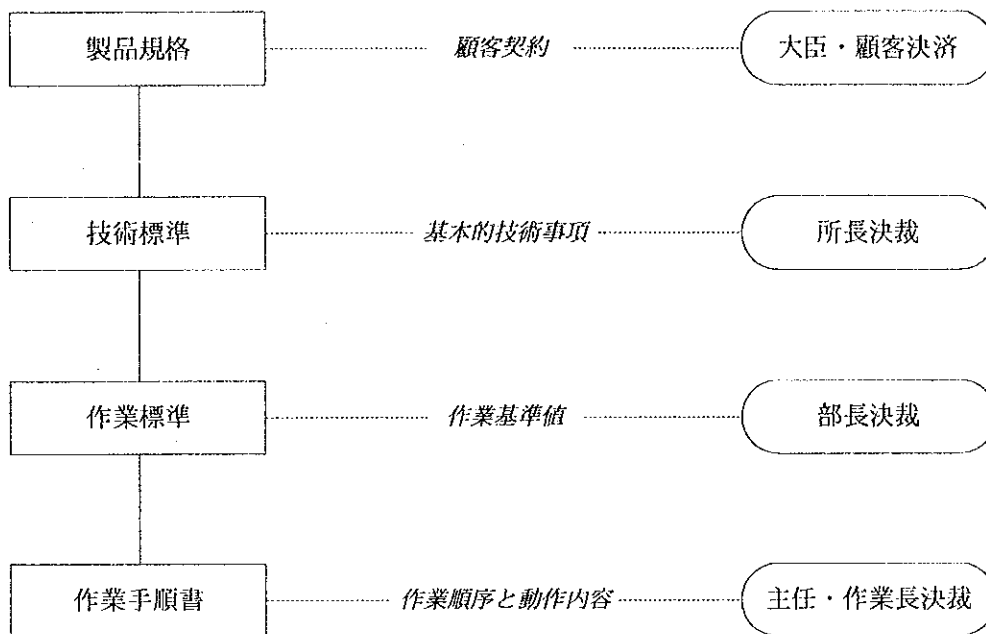 製品規格 顧客契約 大臣・顧客決済
技術標準 基本的技術事項 所長決裁
作業標準 作業基準値 部長決裁
作業手順書 作業順序と動作内容 主任・作業長決裁